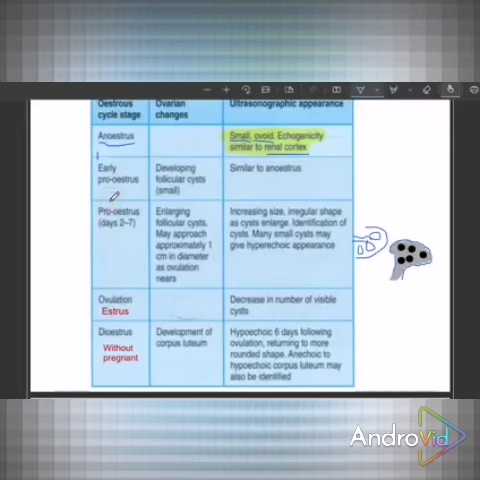 Oestrous Ovarian Ultrasonographic appearance
cycle stage changes
Anoestrus Small, ovoid. Echogenicity
similar to renal cortex
Early Developing Similar to anoestrus
pro-oestrus follicular cysts
(small)
Pro-oestrus Enlarging Increasing size, irregular shape
(days 2–7) follicular cysts. as cysts enlarge. Identification of
May approach cysts. Many small cysts may
approximately 1 give hyperechoic appearance
cm in diameter
as ovulation
nears
Ovulation Decrease in number of visible
Estrus cysts
Dioestrus Development of Hypoechoic 6 days following
corpus luteum ovulation, returning to more
Without rounded shape. Anechoic to
pregnant hypoechoic corpus luteum may
also be identified
AndroVid